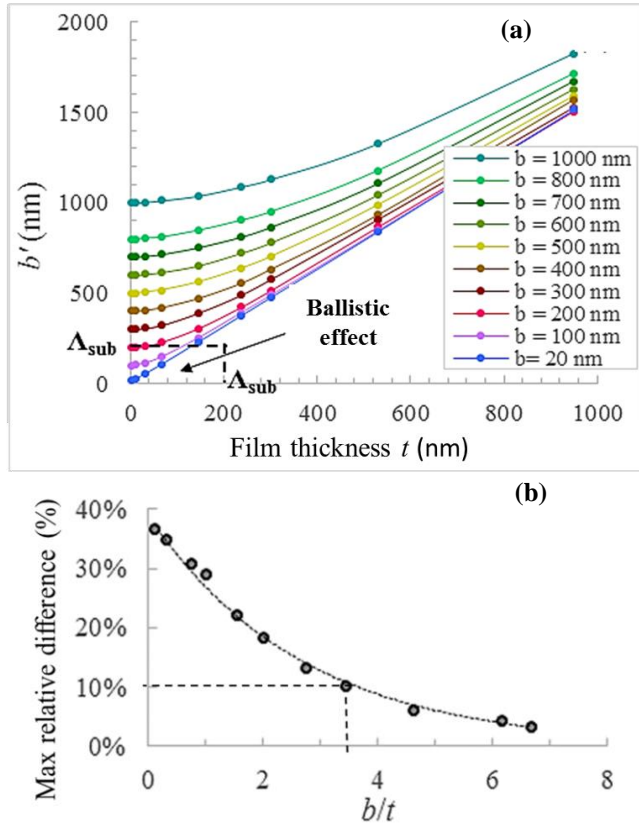 (a)
2000
1500
1000
500
0
b' (nm)
b = 1000 nm
b = 800 nm
b = 700 nm
b = 600 nm
b = 500 nm
b = 400 nm
b = 300 nm
b = 200 nm
b = 100 nm
b= 20 nm
Ballistic
effect
Λsub
Λsub
0 200 400 600 800 1000
Film thickness t (nm)
(b)
40%
30%
20%
10%
0%
Max relative difference (%)
0 2 4 6 8
b/t